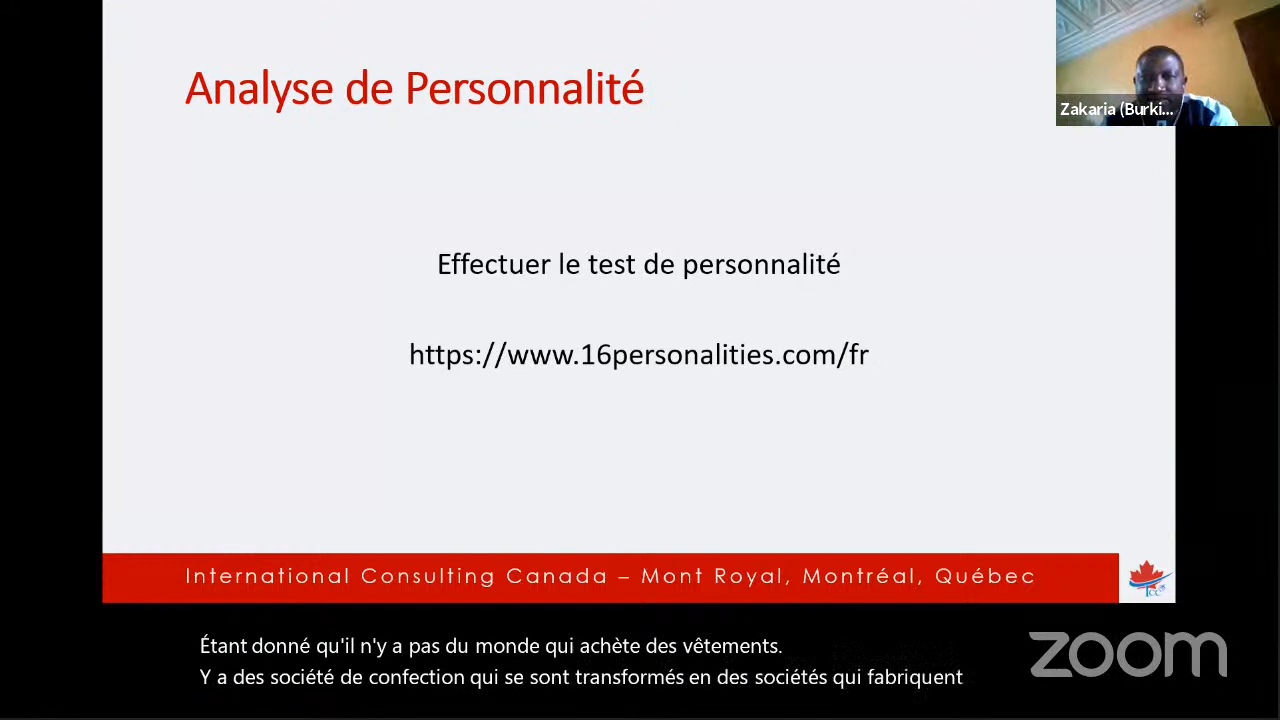 Analyse de Personnalité
Zakaria (Burki...
Effectuer le test de personnalité
https://www.16personalities.com/fr
International Consulting Canada – Mont Royal, Montréal, Québec
Étant donné qu'il n'y a pas du monde qui achète des vêtements.
Y a des société de confection qui se sont transformés en des sociétés qui fabriquent
zoom